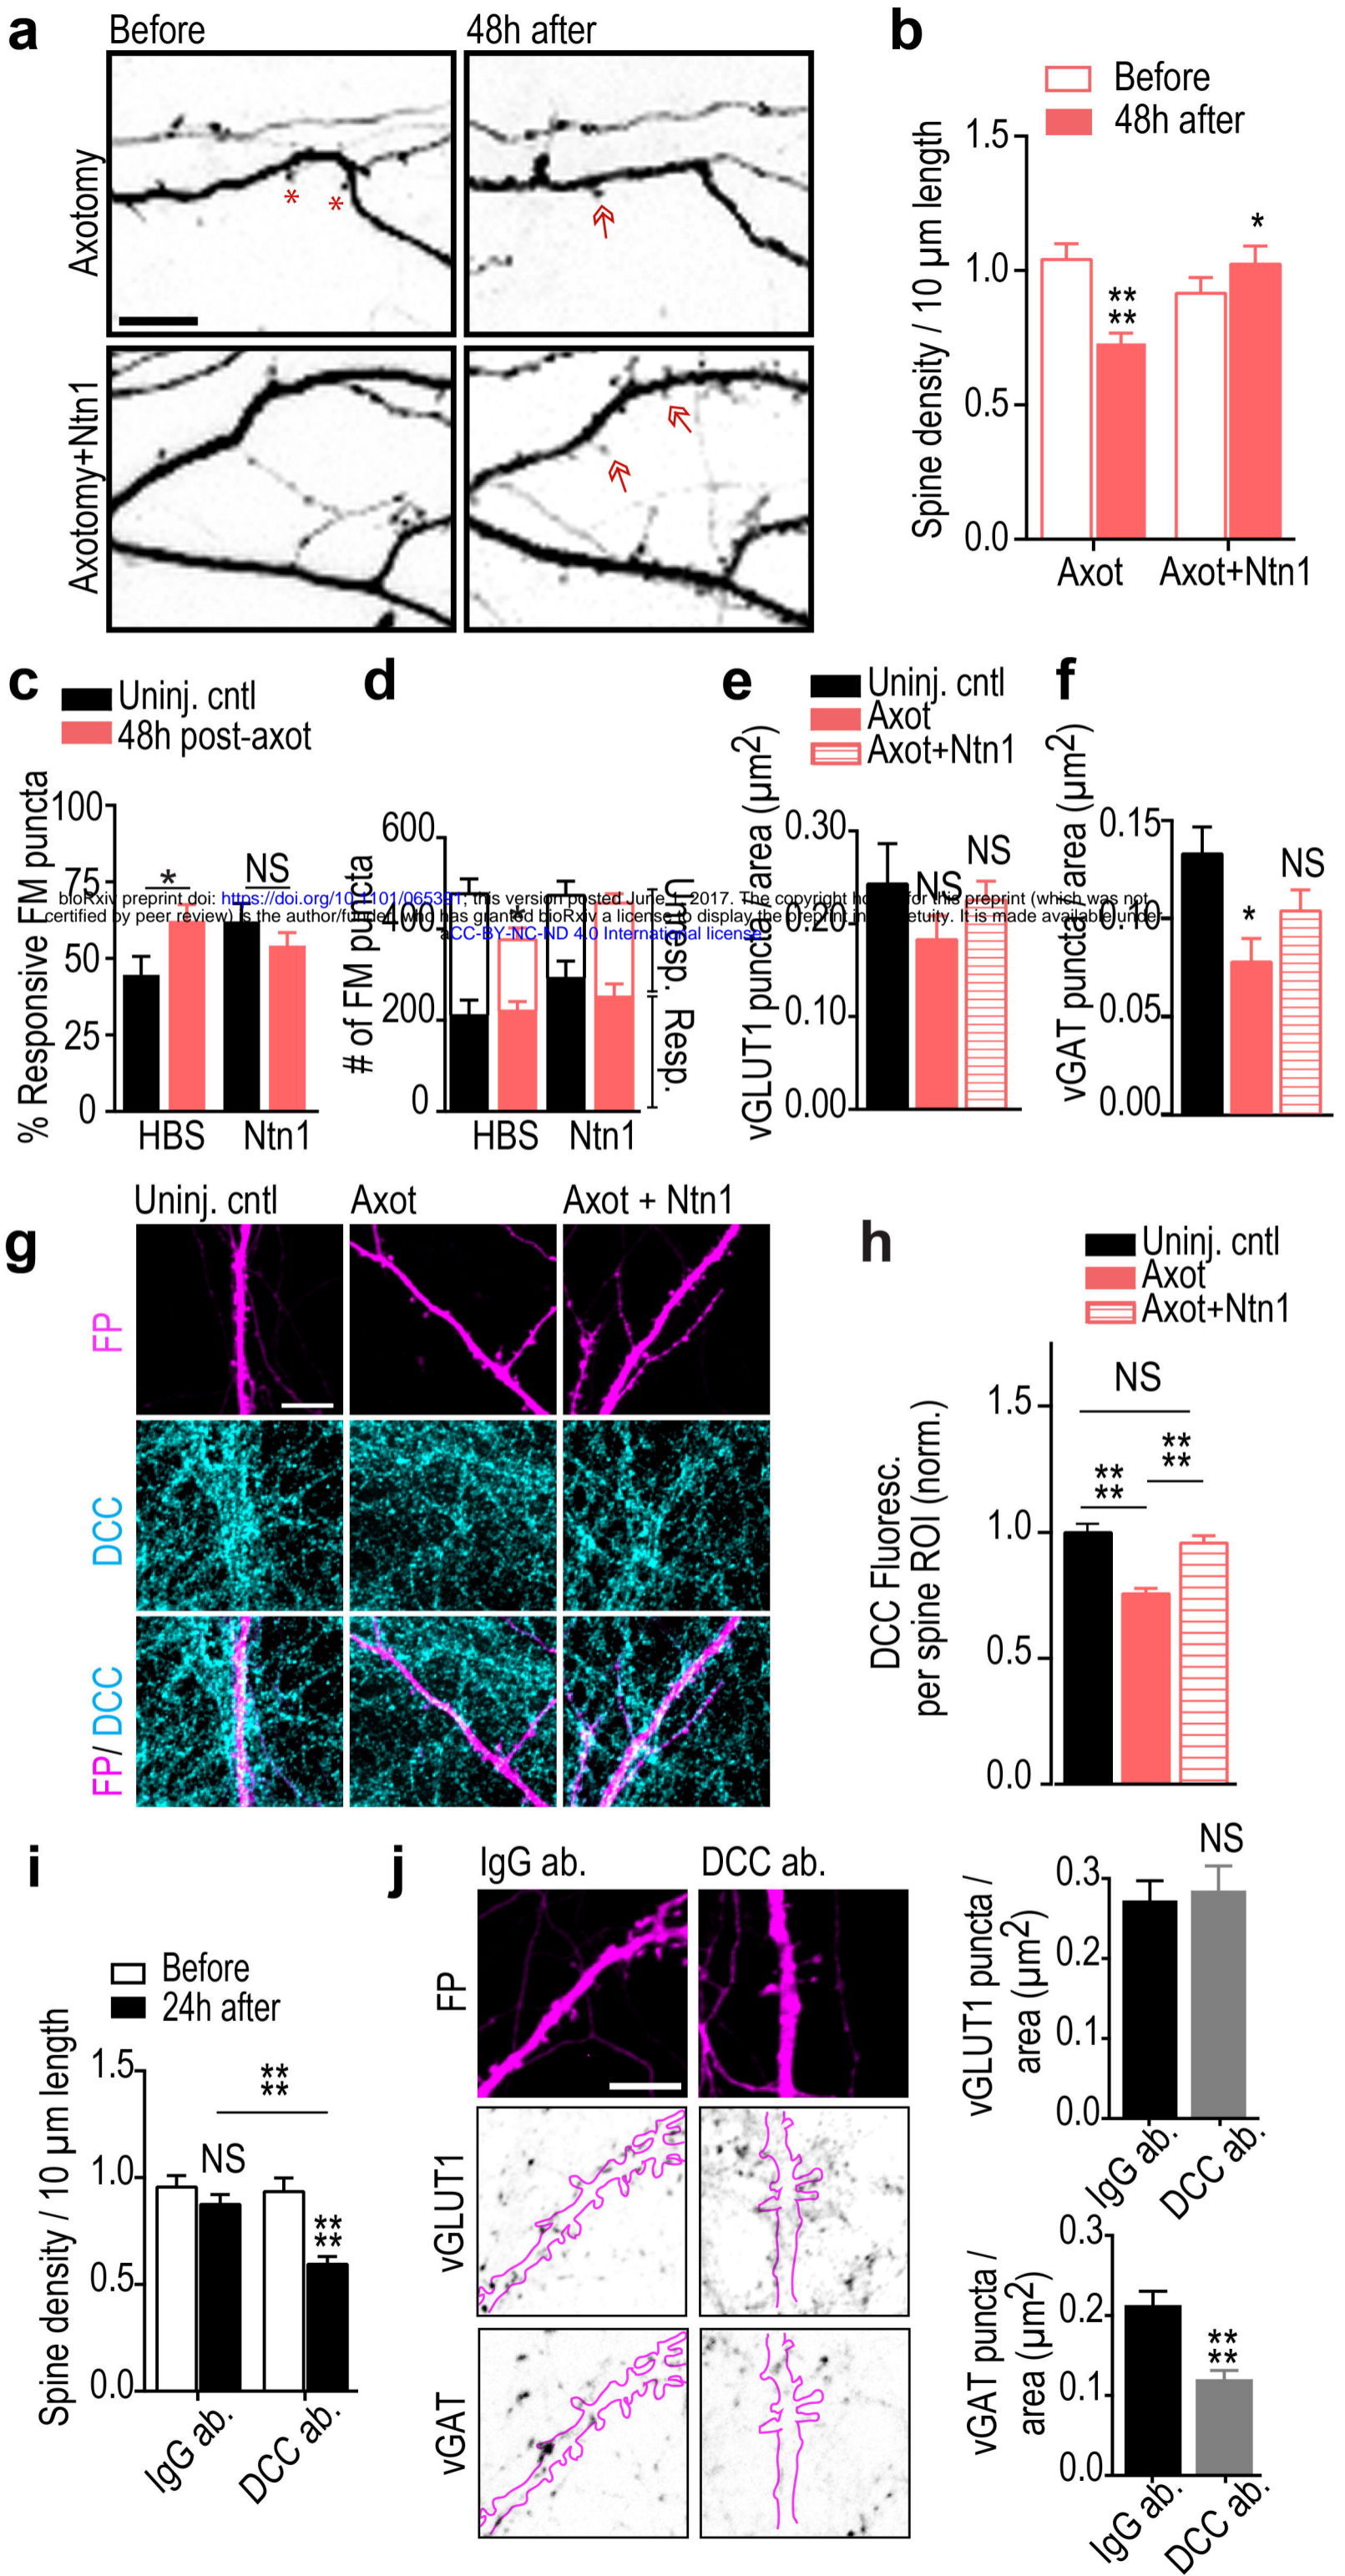 a
Before
48h after
Axotomy
*
*
Axotomy+Ntn1
b
Before
48h after
Spine density / 10 µm length
1.5
1.0
0.5
0.0
**
**
*
Axot
Axot+Ntn1
c
Uninj. cntl
48h post-axot
% Responsive FM puncta
100
75
50
25
0
*
NS
HBS
Ntn1
d
# of FM puncta
600
400
200
0
*
Unresp.
Resp.
HBS
Ntn1
bioRxiv preprint doi: https://doi.org/10.1101/065391; this version posted June 1, 2017. The copyright holder for this preprint (which was not
certified by peer review) is the author/funder, who has granted bioRxiv a license to display the preprint in perpetuity. It is made available under
aCC-BY-NC-ND 4.0 International license.
e
Uninj. cntl
Axot
Axot+Ntn1
vGLUT1 puncta area (µm2)
0.30
0.20
0.10
0.00
NS
NS
f
vGAT puncta area (µm2)
0.15
0.10
0.05
0.00
*
NS
g
Uninj. cntl
Axot
Axot + Ntn1
FP
DCC
FP/ DCC
h
Uninj. cntl
Axot
Axot+Ntn1
DCC Fluoresc.
per spine ROI (norm.)
1.5
1.0
0.5
0.0
NS
**
**
**
**
i
Before
24h after
Spine density / 10 µm length
1.5
1.0
0.5
0.0
**
**
NS
**
**
IgG ab.
DCC ab.
j
IgG ab.
DCC ab.
FP
vGLUT1
vGAT
vGLUT1 puncta /
area (µm2)
0.3
0.2
0.1
0.0
NS
IgG ab.
DCC ab.
vGAT puncta /
area (µm2)
0.3
0.2
0.1
0.0
**
**
IgG ab.
DCC ab.